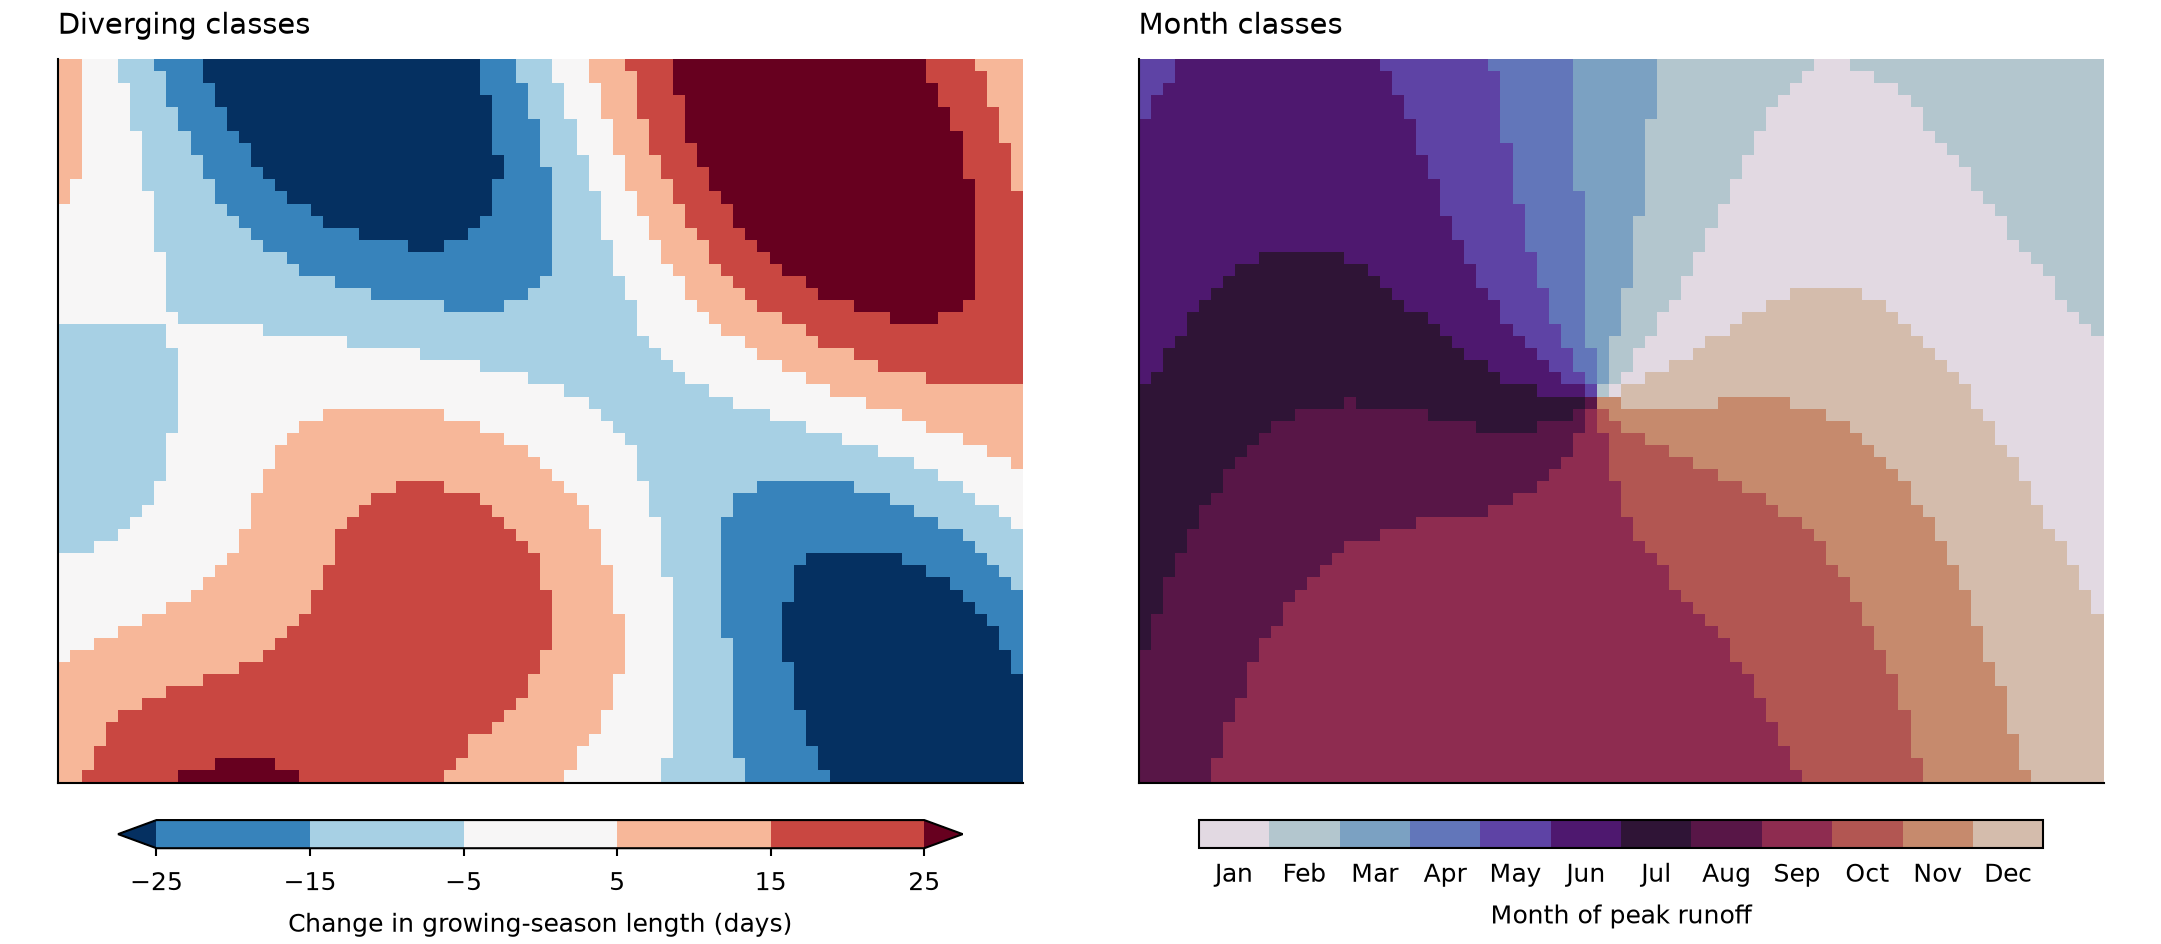 Diverging classes
Month classes
−25 −15 −5 5 15 25
Change in growing-season length (days)
Jan Feb Mar Apr May Jun Jul Aug Sep Oct Nov Dec
Month of peak runoff